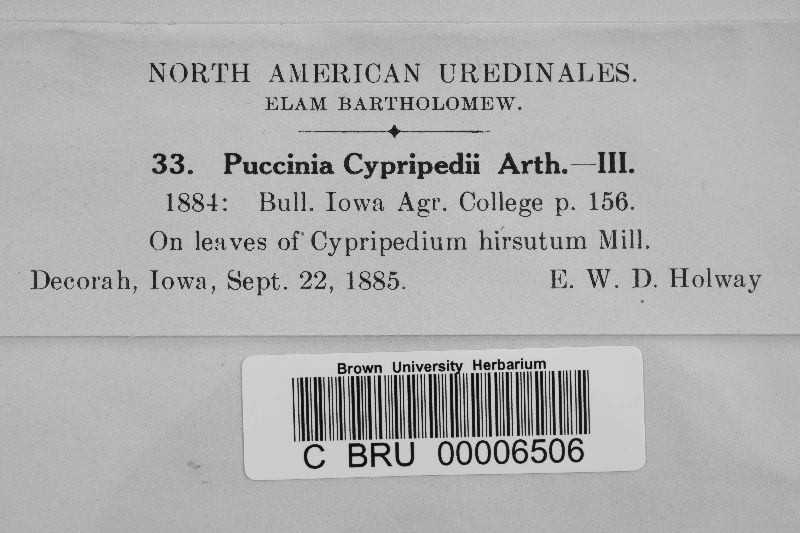 NORTH AMERICAN UREDINALES.
ELAM BARTHOLOMEW.
33. Puccinia Cypripedii Arth.—III.
1884: Bull. Iowa Agr. College p. 156.
On leaves of Cypripedium hirsutum Mill.
Decorah, Iowa, Sept. 22, 1885. E. W. D. Holway
Brown University Herbarium
C BRU 00006506